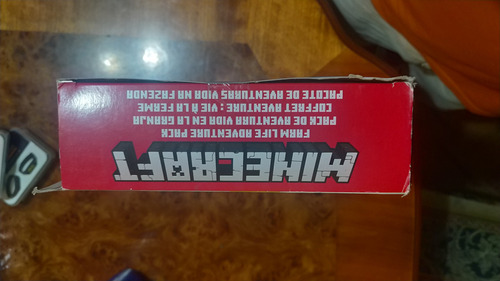 MINECRAFT
FARM LIFE ADVENTURE PACK
PACK DE AVENTURA VIDA EN LA GRANJA
COFFRET AVENTURE : VIE À LA FERME
PACOTE DE AVENTURAS VIDA NA FAZENDA